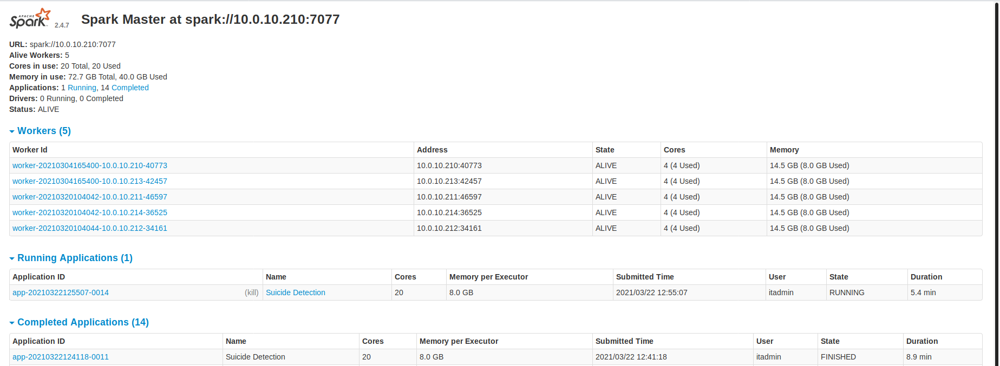 APACHE Spark 2.4.7 Spark Master at spark://10.0.10.210:7077
URL: spark://10.0.10.210:7077
Alive Workers: 5
Cores in use: 20 Total, 20 Used
Memory in use: 72.7 GB Total, 40.0 GB Used
Applications: 1 Running, 14 Completed
Drivers: 0 Running, 0 Completed
Status: ALIVE
Workers (5)
Worker Id Address State Cores Memory
worker-20210304165400-10.0.10.210-40773 10.0.10.210:40773 ALIVE 4 (4 Used) 14.5 GB (8.0 GB Used)
worker-20210304165400-10.0.10.213-42457 10.0.10.213:42457 ALIVE 4 (4 Used) 14.5 GB (8.0 GB Used)
worker-20210320104042-10.0.10.211-46597 10.0.10.211:46597 ALIVE 4 (4 Used) 14.5 GB (8.0 GB Used)
worker-20210320104042-10.0.10.214-36525 10.0.10.214:36525 ALIVE 4 (4 Used) 14.5 GB (8.0 GB Used)
worker-20210320104044-10.0.10.212-34161 10.0.10.212:34161 ALIVE 4 (4 Used) 14.5 GB (8.0 GB Used)
Running Applications (1)
Application ID Name Cores Memory per Executor Submitted Time User State Duration
app-20210322125507-0014 (kill) Suicide Detection 20 8.0 GB 2021/03/22 12:55:07 itadmin RUNNING 5.4 min
Completed Applications (14)
Application ID Name Cores Memory per Executor Submitted Time User State Duration
app-20210322124118-0011 Suicide Detection 20 8.0 GB 2021/03/22 12:41:18 itadmin FINISHED 8.9 min